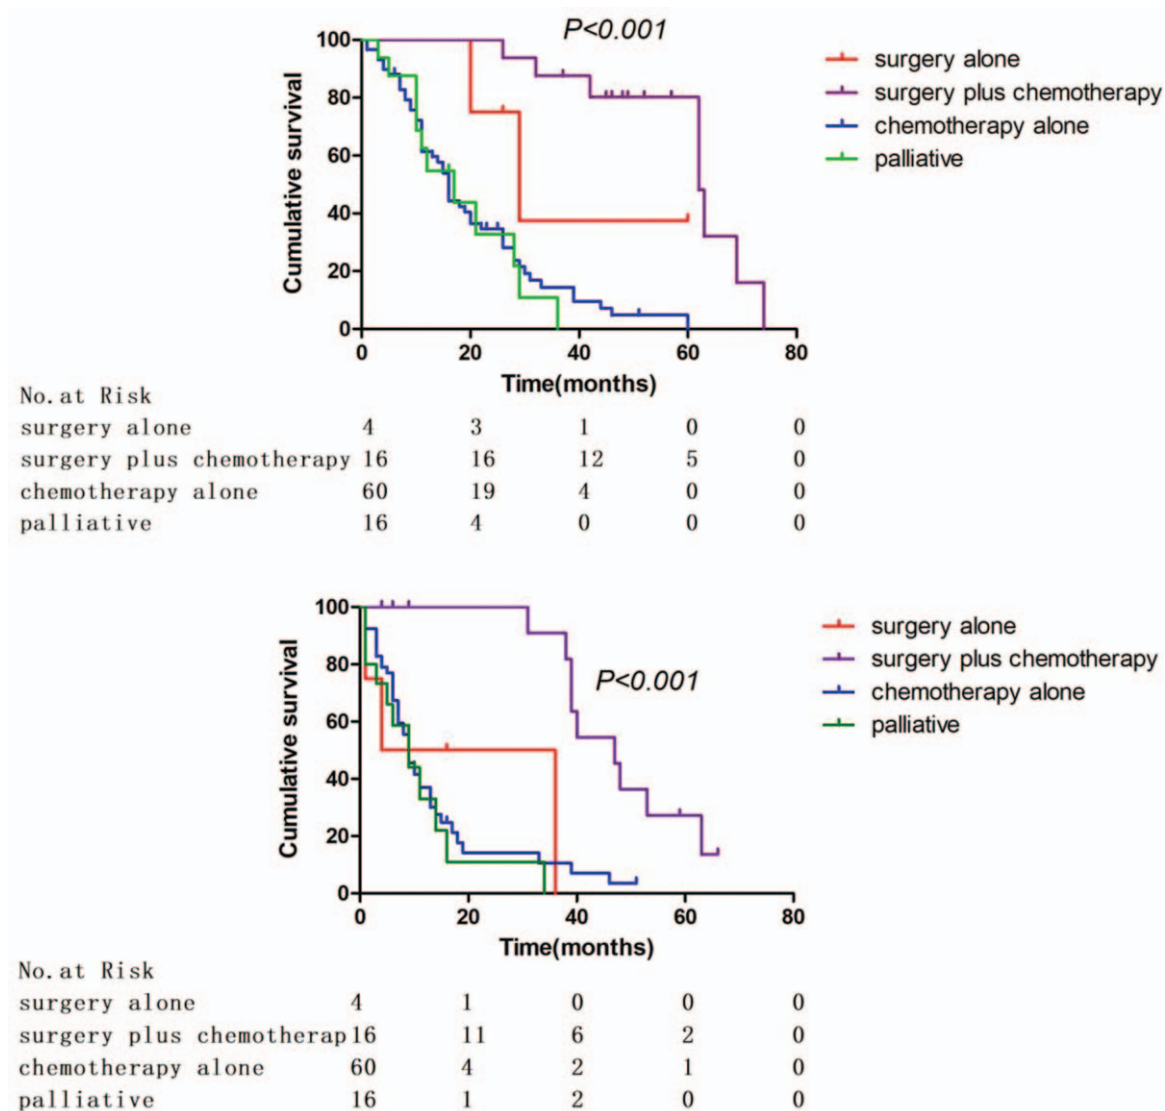 P<0.001
100
80
60
40
20
0
Cumulative survival
surgery alone
surgery plus chemotherapy
chemotherapy alone
palliative
0 20 40 60 80
Time(months)
No. at Risk
surgery alone 4 3 1 0 0
surgery plus chemotherapy 16 16 12 5 0
chemotherapy alone 60 19 4 0 0
palliative 16 4 0 0 0
100
80
60
40
20
0
Cumulative survival
P<0.001
surgery alone
surgery plus chemotherapy
chemotherapy alone
palliative
0 20 40 60 80
Time(months)
No. at Risk
surgery alone 4 1 0 0 0
surgery plus chemotherap 16 11 6 2 0
chemotherapy alone 60 4 2 1 0
palliative 16 1 2 0 0